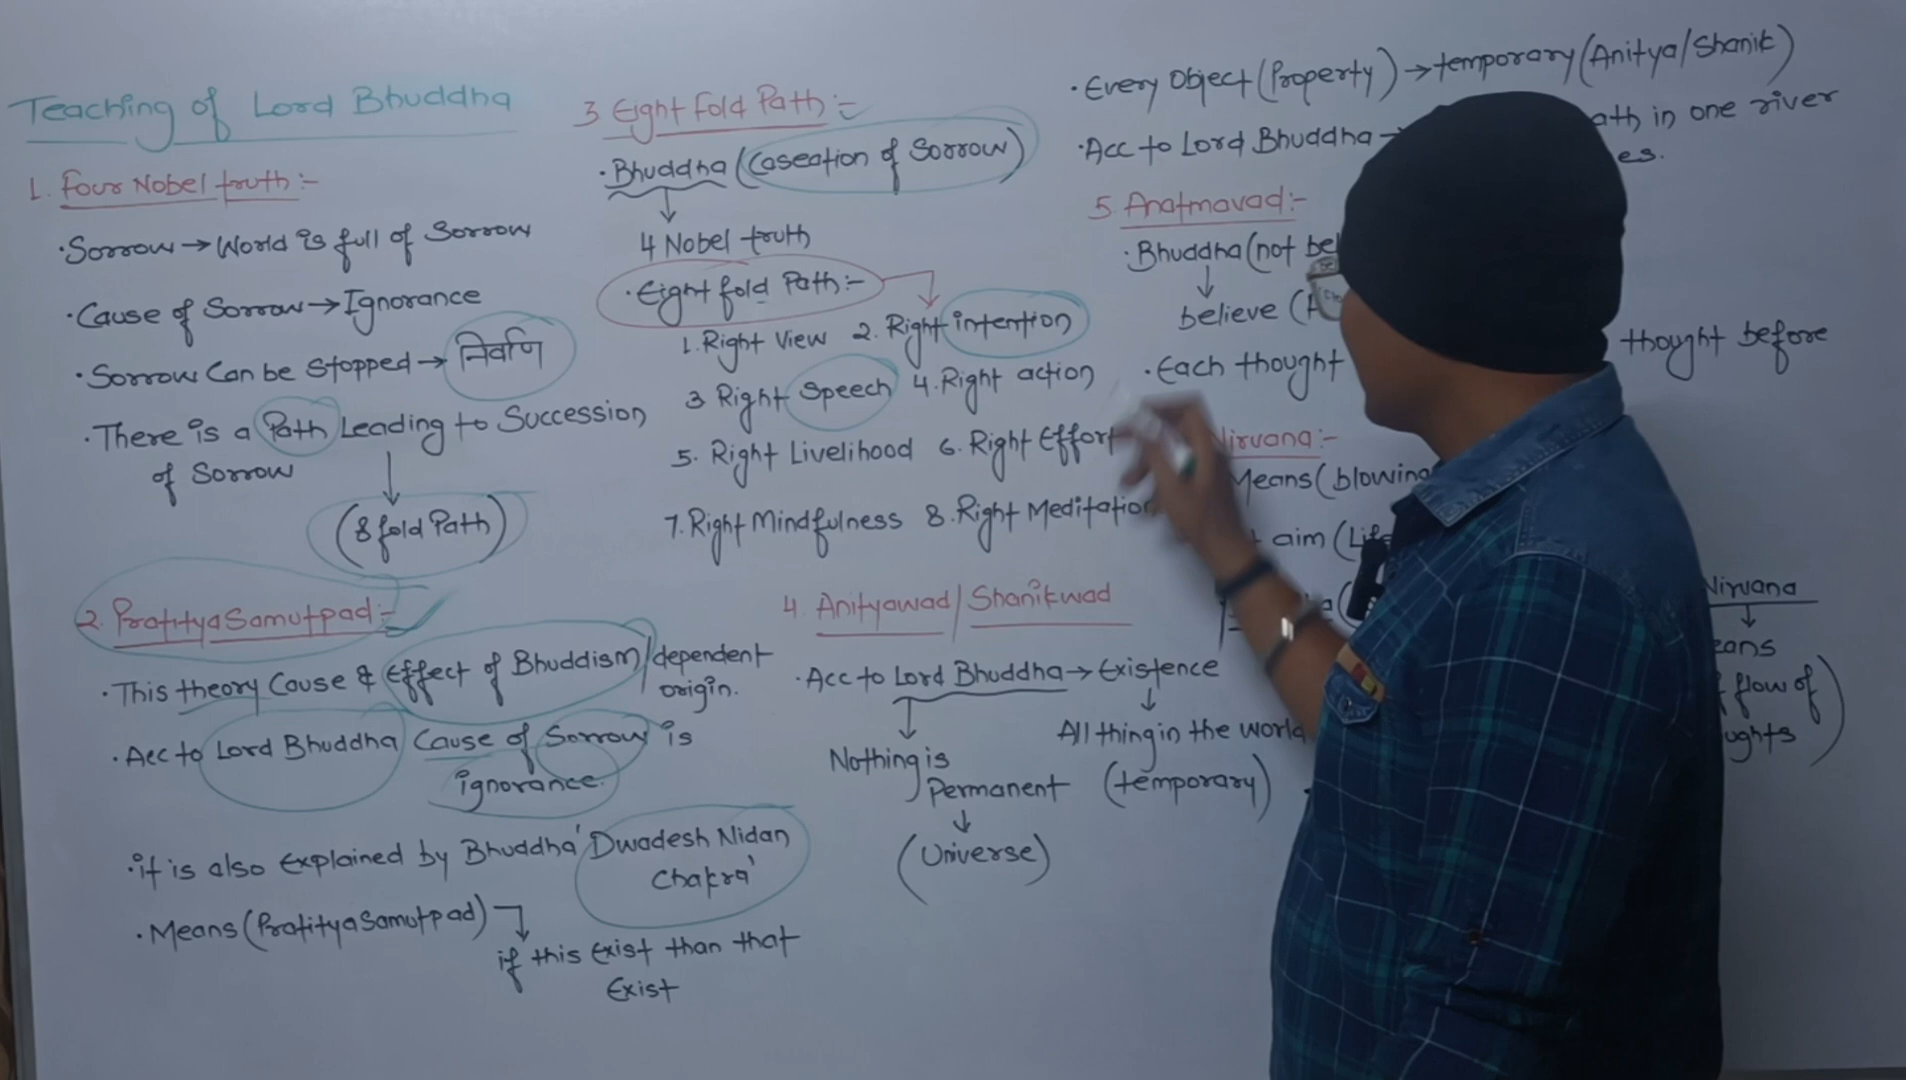 Teaching of Lord Bhuddha
1. Four Nobel truth:-
·Sorrow→World is full of Sorrow
·Cause of Sorrow→Ignorance
·Sorrow Can be Stopped→ निर्वाण
·There is a Path Leading to Succession
of Sorrow
(8 fold Path)
2. Pratitya Samutpad:-
·This theory Cause & Effect of Bhuddism/dependent
origin.
·Acc to Lord Bhuddha Cause of Sorrow is
ignorance.
·it is also Explained by Bhuddha 'Dwadesh Nidan
Chakra'
·Means (Pratitya Samutpad)
if this Exist than that
Exist
3 Eight Fold Path:-
·Bhuddha (Coseation of Sorrow)
4 Nobel truth
·Eight fold Path:-
1. Right View 2. Right intention
3 Right Speech 4. Right action
5. Right Livelihood 6. Right Effort
7. Right Mindfulness 8. Right Meditation
4 Anityawad/Shanikwad
·Acc to Lord Bhuddha→Existence
Nothing is
Permanent
(Universe)
All thing in the world
(temporary)
·Every Object (Property)→temporary (Anitya/Shanik)
·Acc to Lord Bhuddha→ in one river
5. Anatmavad:-
·Bhuddha (not
believe
·Each thought thought before
Nirvana:-
Means (blowing
aim
Nirvana
flow of